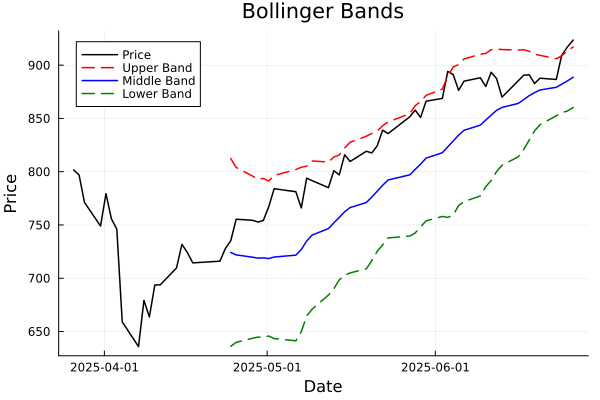 Bollinger Bands
Price
Upper Band
Middle Band
Lower Band
900
850
800
750
700
650
Price
2025-04-01
2025-05-01
2025-06-01
Date